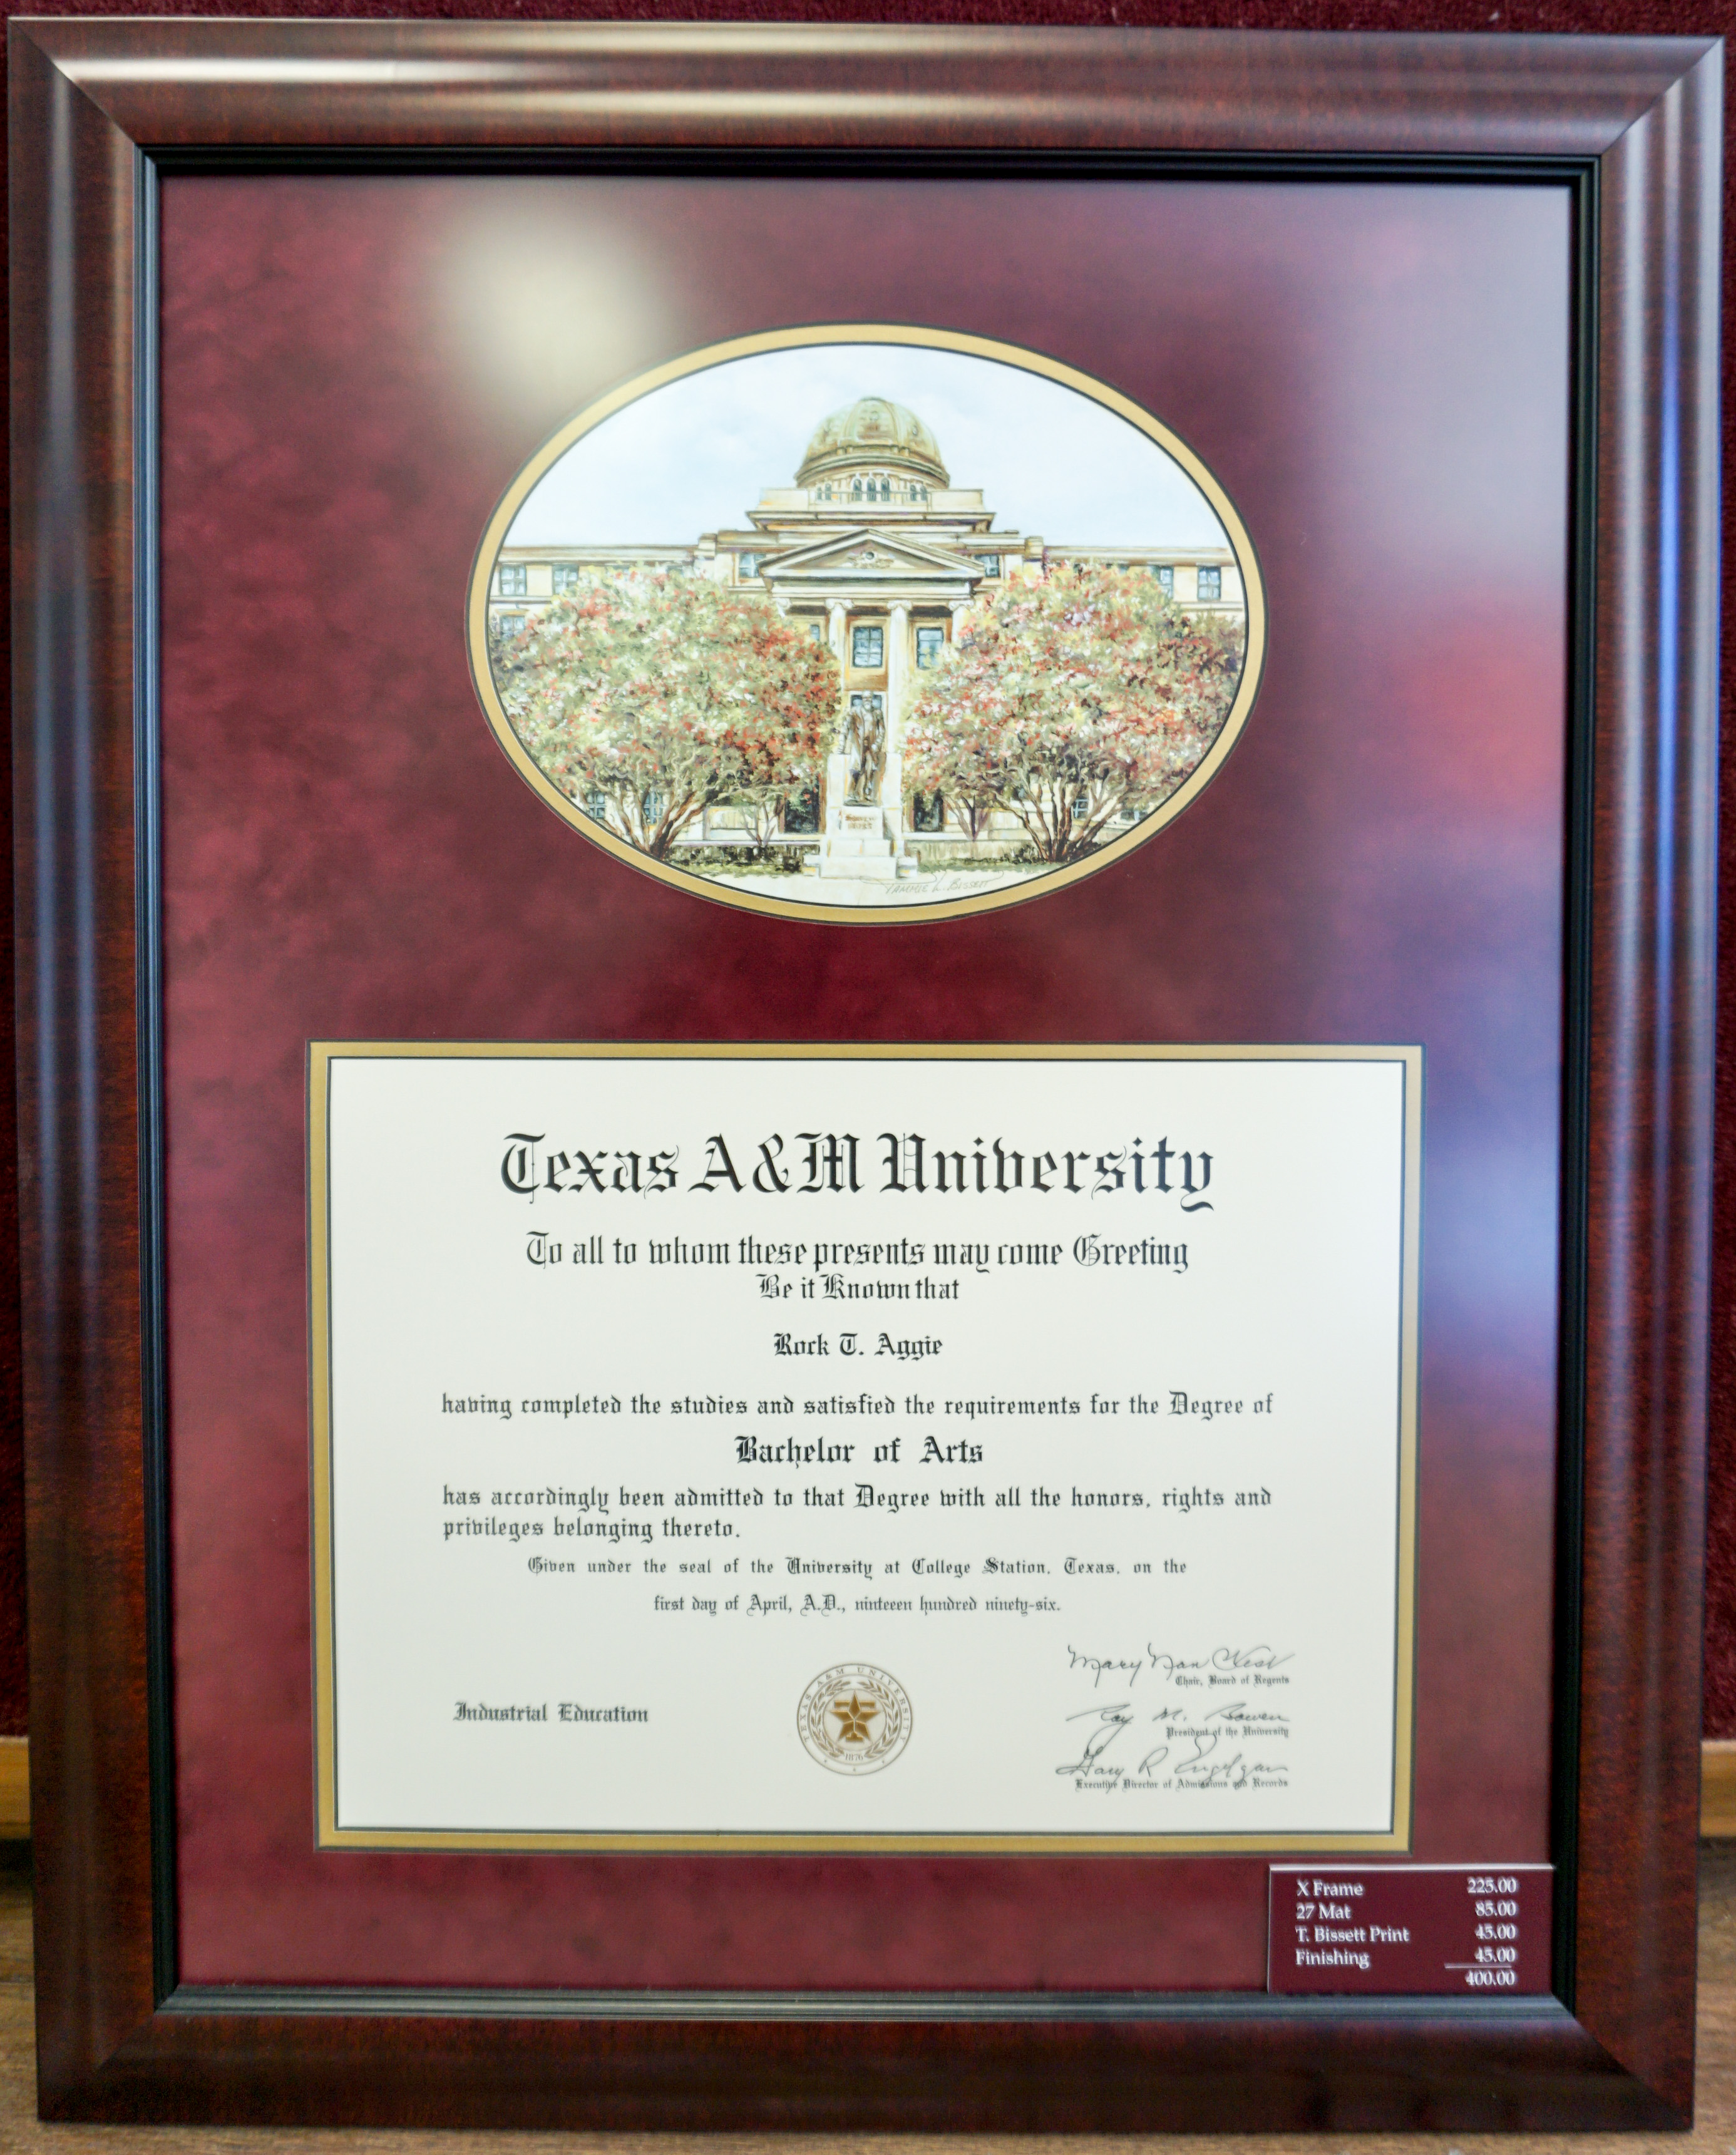 TAMMIE L. BISSETT
Texas A&M University
To all to whom these presents may come Greeting
Be it Known that
Rock T. Aggie
having completed the studies and satisfied the requirements for the Degree of
Bachelor of Arts
has accordingly been admitted to that Degree with all the honors, rights and
privileges belonging thereto.
Given under the seal of the University at College Station, Texas, on the
first day of April, A.D., ninteeen hundred ninety-six.
Industrial Education
TEXAS A&M UNIVERSITY
1876
Mary Nan West
Chair, Board of Regents
Ray M. Bowen
President of the University
Gary R. Engelgau
Executive Director of Admissions and Records
X Frame 225.00
27 Mat 85.00
T. Bissett Print 45.00
Finishing 45.00
400.00